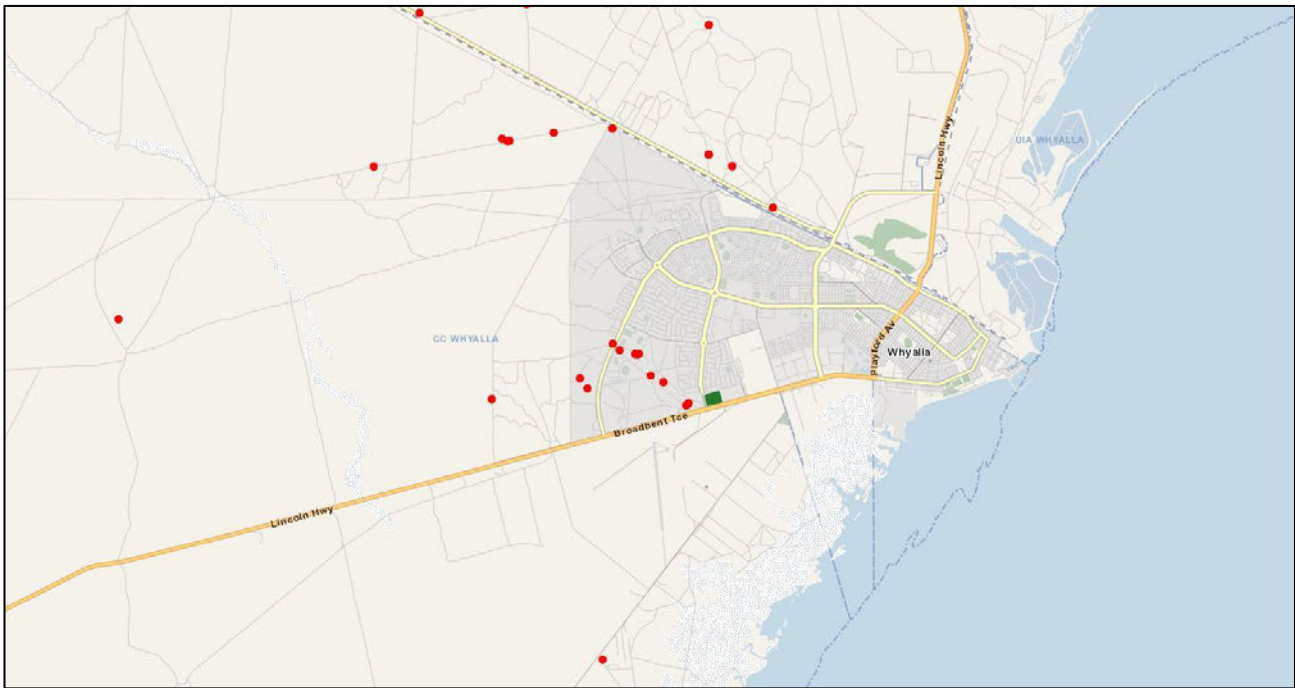 Lincoln Hwy
UIA WHYALLA
CC WHYALLA
Playford Av
Whyalla
Broadbent Tce
Lincoln Hwy